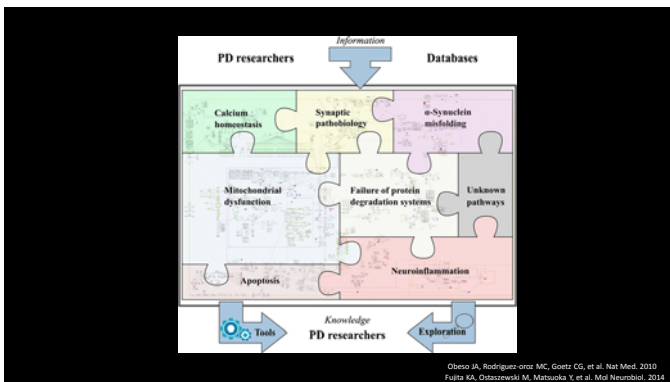 Information
PD researchers
Databases
Calcium
homeostasis
Synaptic
pathobiology
α-Synuclein
misfolding
Mitochondrial
dysfunction
Failure of protein
degradation systems
Unknown
pathways
Neuroinflammation
Apoptosis
Knowledge
Tools
PD researchers
Exploration
Obeso JA, Rodriguez-oroz MC, Goetz CG, et al. Nat Med. 2010
Fujita KA, Ostaszewski M, Matsuoka Y, et al. Mol Neurobiol. 2014